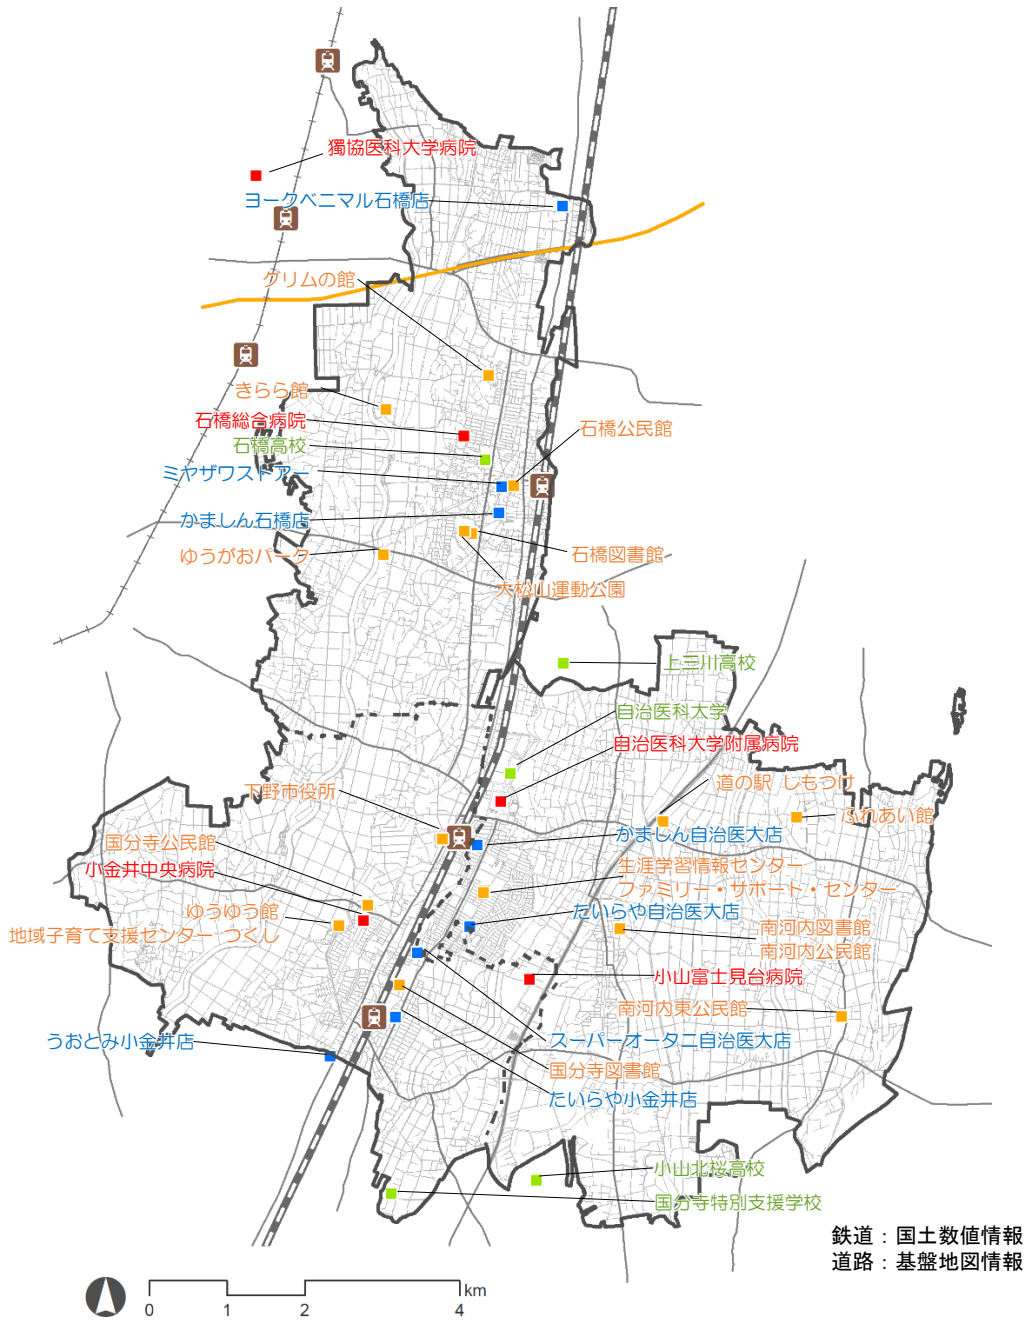 獨協医科大学病院
ヨークベニマル石橋店
グリムの館
きらら館
石橋総合病院
石橋公民館
石橋高校
ミヤザワストアー
かましん石橋店
ゆうがおパーク
石橋図書館
大松山運動公園
上三川高校
自治医科大学
自治医科大学附属病院
道の駅 しもつけ
下野市役所
ふれあい館
かましん自治医大店
国分寺公民館
小金井中央病院
生涯学習情報センター
ファミリー・サポート・センター
ゆうゆう館
たいらや自治医大店
地域子育て支援センター つくし
南河内図書館
南河内公民館
小山富士見台病院
南河内東公民館
うおとみ小金井店
スーパーオータニ自治医大店
国分寺図書館
たいらや小金井店
小山北桜高校
国分寺特別支援学校
鉄道：国土数値情報
道路：基盤地図情報
km
0 1 2 4